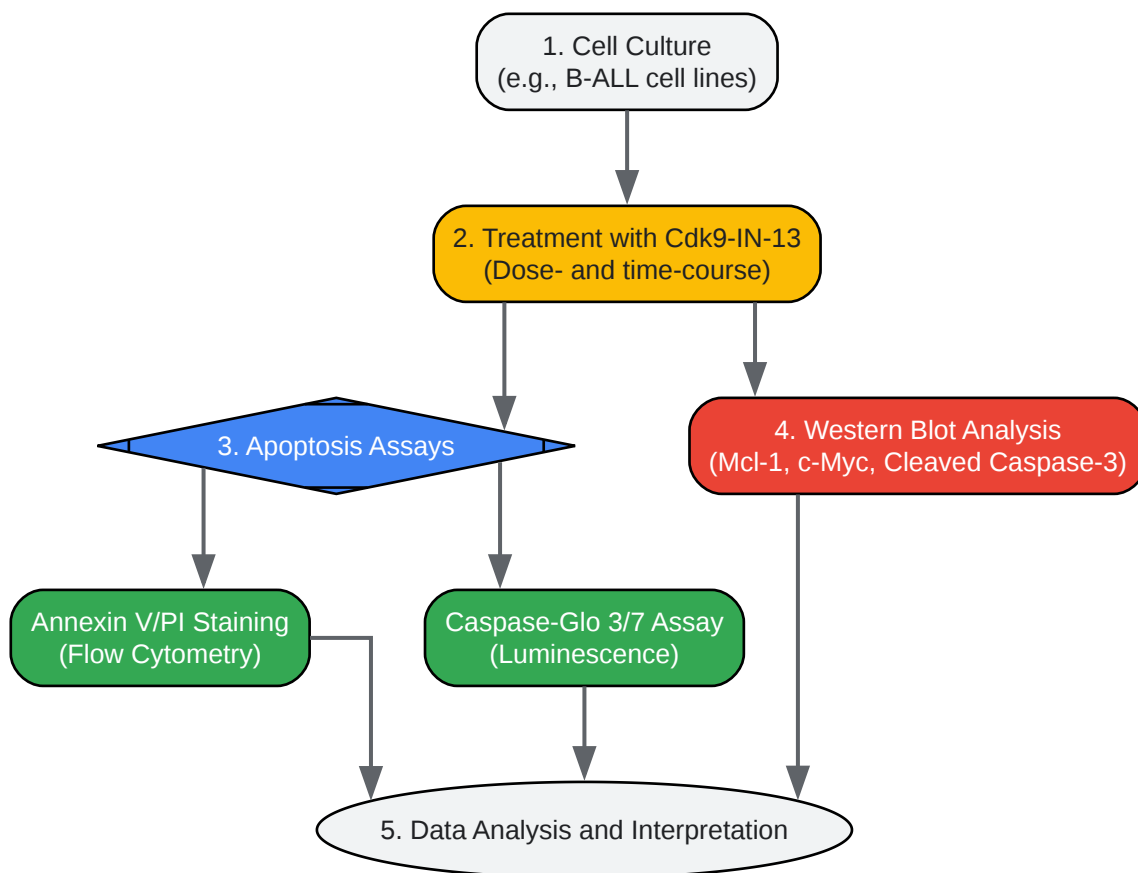 1. Cell Culture
(e.g., B-ALL cell lines)
2. Treatment with Cdk9-IN-13
(Dose- and time-course)
3. Apoptosis Assays
4. Western Blot Analysis
(Mcl-1, c-Myc, Cleaved Caspase-3)
Annexin V/PI Staining
(Flow Cytometry)
Caspase-Glo 3/7 Assay
(Luminescence)
5. Data Analysis and Interpretation